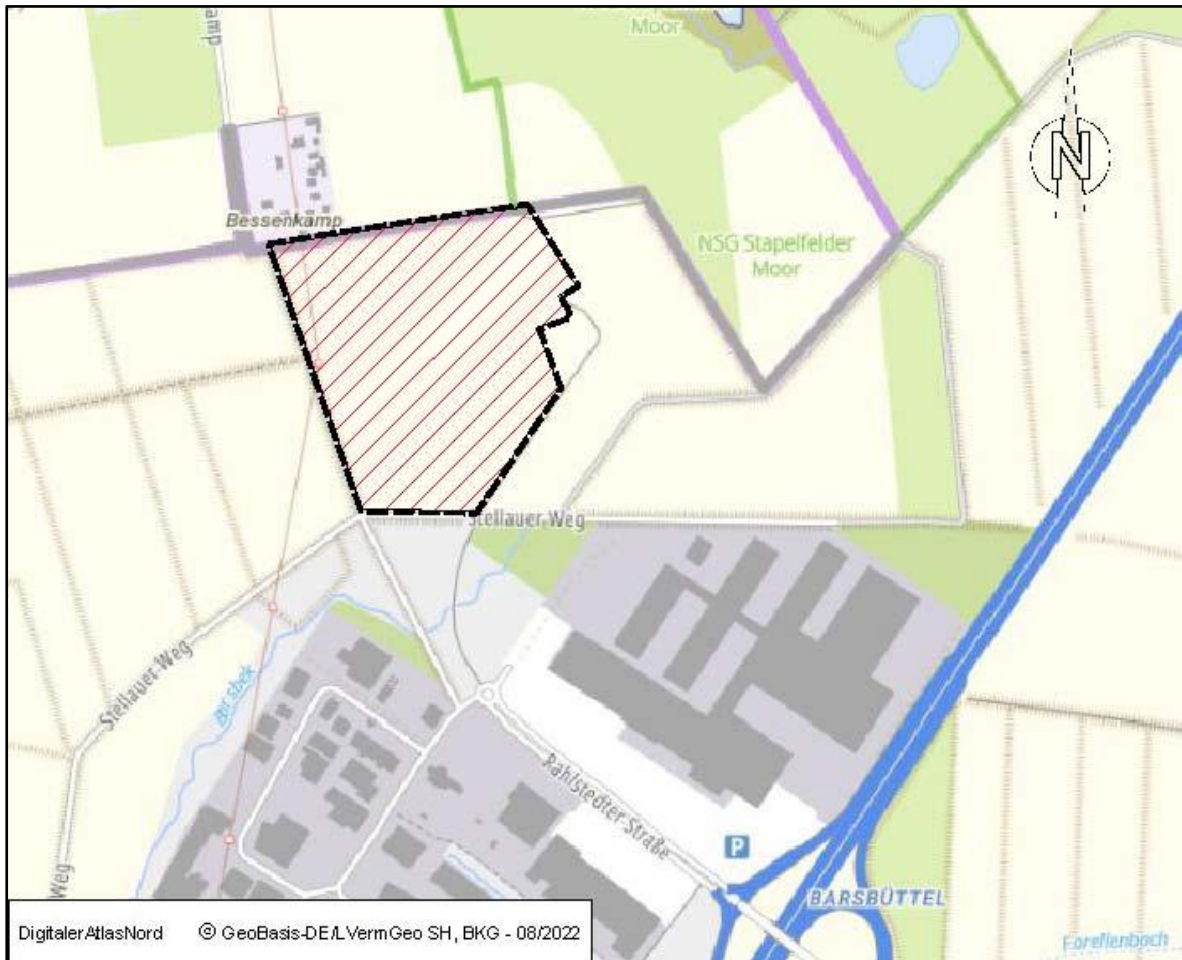 Moor
amp
N
Bessenkamp
NSG Stapelfelder
Moor
Stellauer Weg
Stellauer Weg
Rahlstedter Straße
P
Weg
BARSBÜTTEL
DigitalerAtlasNord © GeoBasis-DE/LVermGeo SH, BKG - 08/2022
Forellenbach